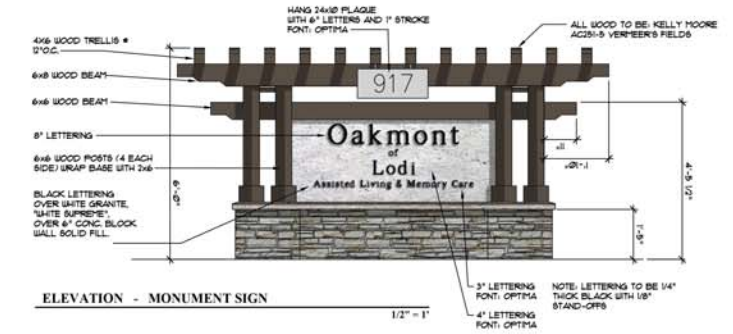 HANG 24x10 PLAQUE
WITH 6" LETTERS AND 1" STROKE
FONT: OPTIMA
ALL WOOD TO BE: KELLY MOORE
AC251-5 VERMEER'S FIELDS
4X6 WOOD TRELLIS @
12"O.C.
6x8 WOOD BEAM
6x6 WOOD BEAM
8" LETTERING
6x6 WOOD POSTS (4 EACH
SIDE) WRAP BASE WITH 2x6
BLACK LETTERING
OVER WHITE GRANITE,
"WHITE SUPREME",
OVER 6" CONC. BLOCK
WALL SOLID FILL.
917
Oakmont
of
Lodi
Assisted Living & Memory Care
6'-0"
11"
1'-10"
4'-5 1/2"
1'-5"
3" LETTERING
FONT: OPTIMA
4" LETTERING
FONT: OPTIMA
NOTE: LETTERING TO BE 1/4"
THICK BLACK WITH 1/8"
STAND-OFFS
ELEVATION - MONUMENT SIGN
1/2" = 1'